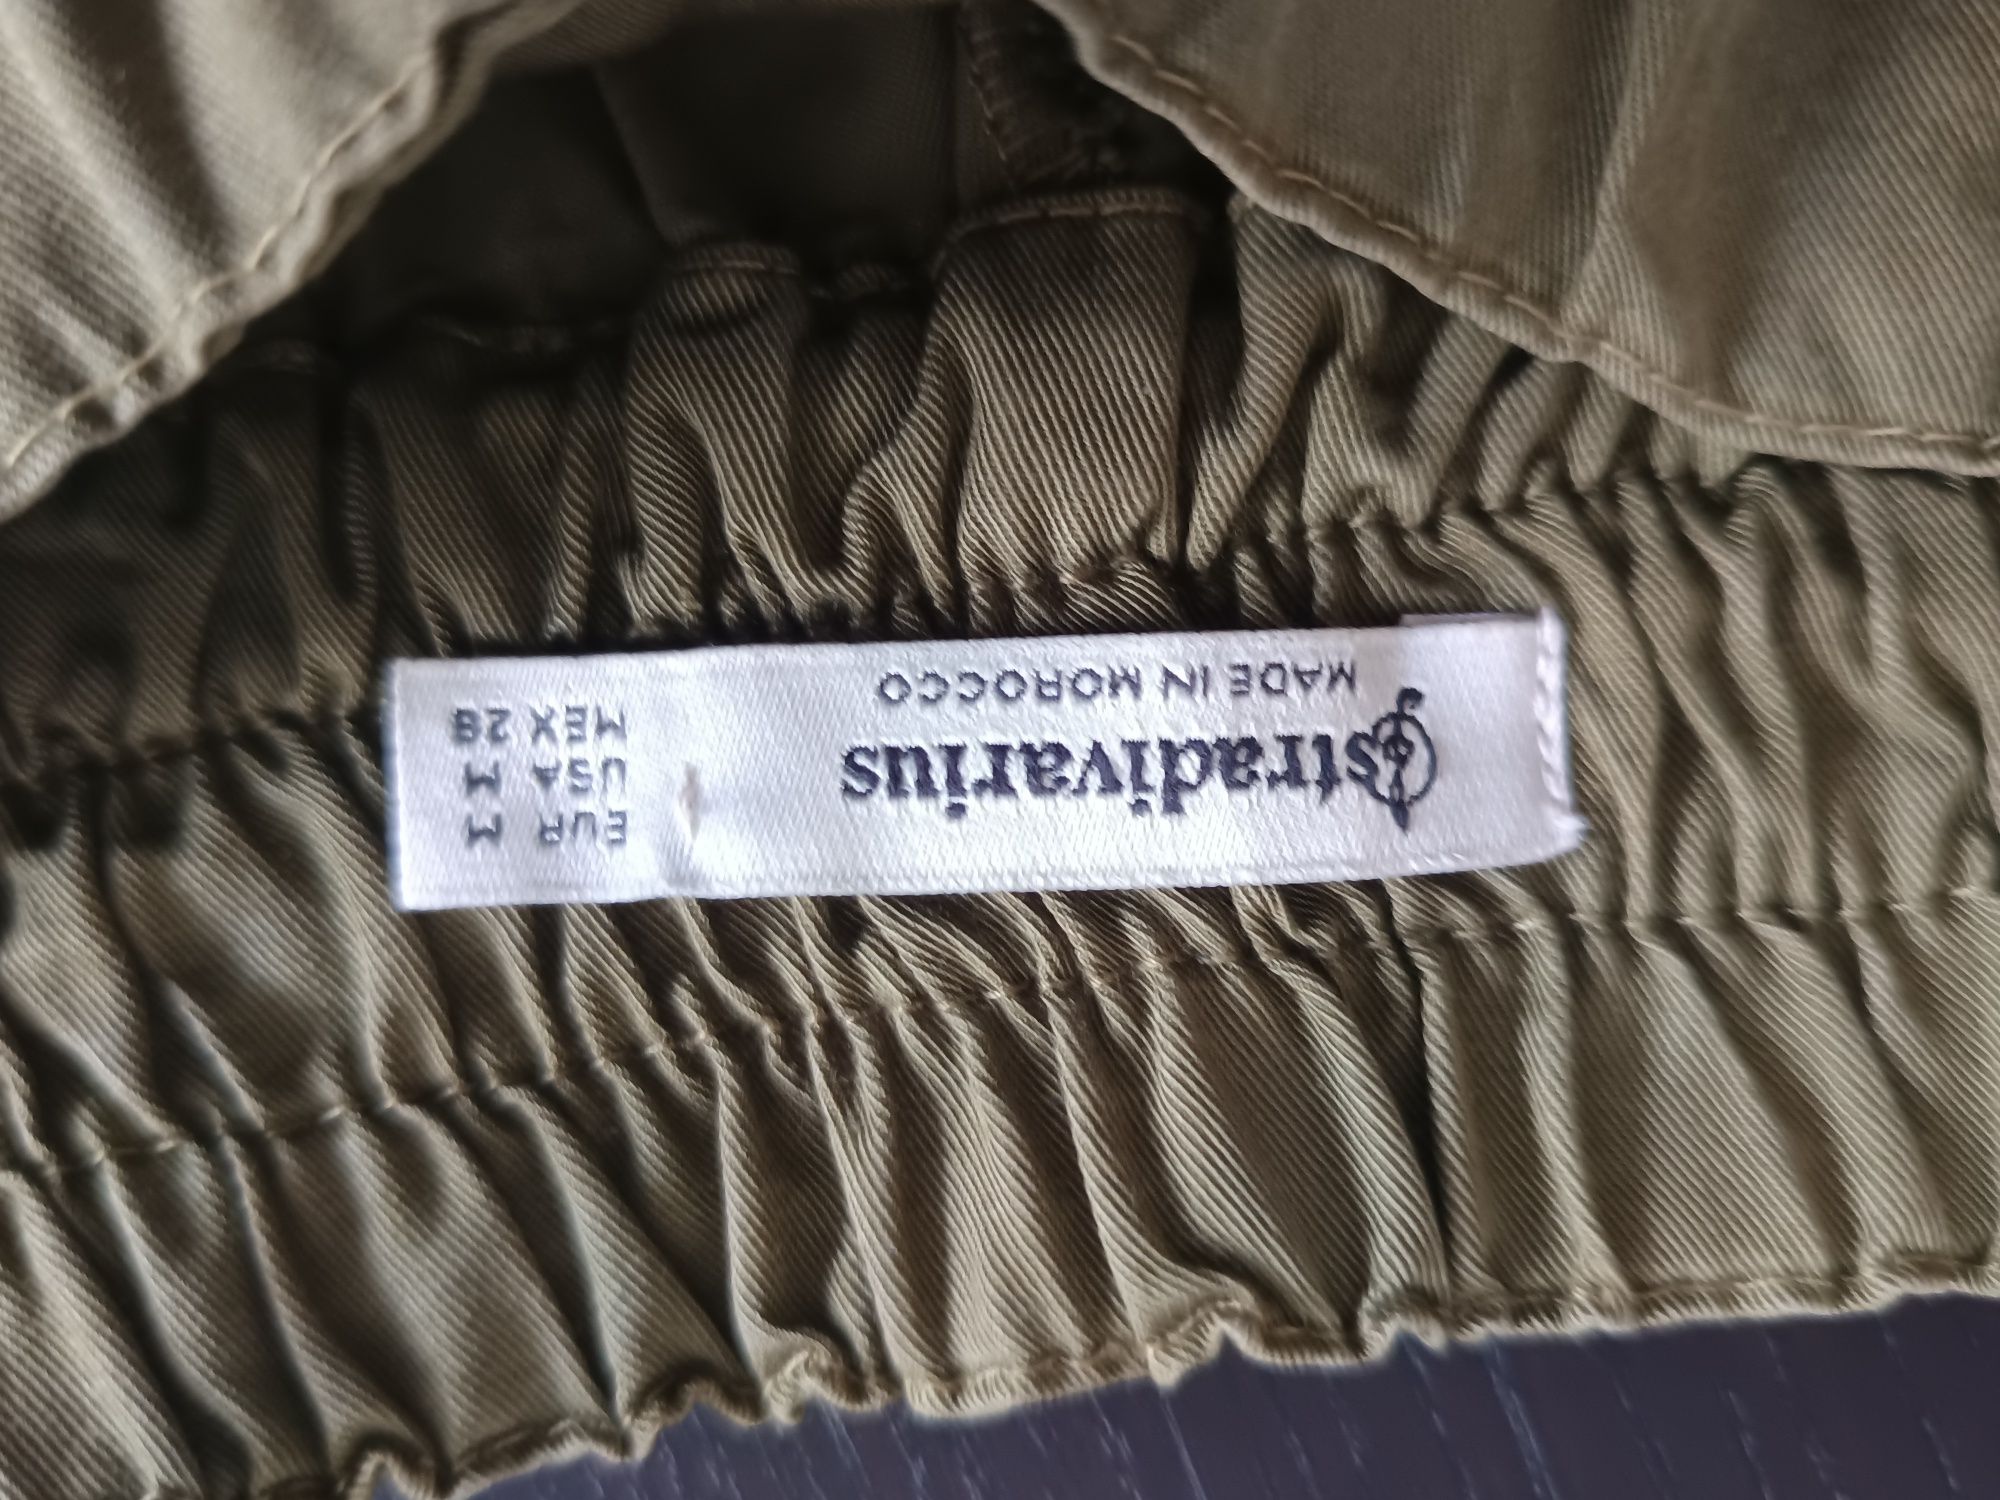 stradivarius
MADE IN MOROCCO
EUR M
USA M
MEX 28